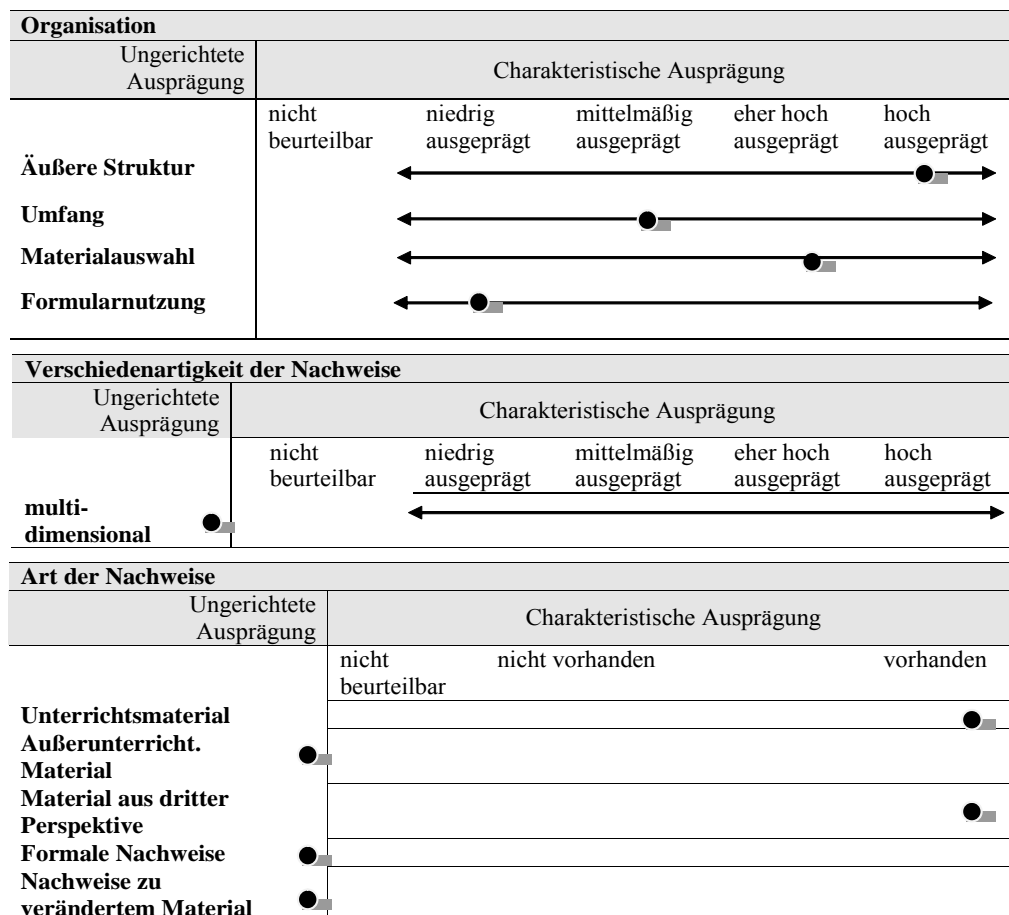 Organisation
Ungerichtete
Ausprägung
Charakteristische Ausprägung
nicht
beurteilbar
niedrig
ausgeprägt
mittelmäßig
ausgeprägt
eher hoch
ausgeprägt
hoch
ausgeprägt
Äußere Struktur
Umfang
Materialauswahl
Formularnutzung
Verschiedenartigkeit der Nachweise
Ungerichtete
Ausprägung
Charakteristische Ausprägung
nicht
beurteilbar
niedrig
ausgeprägt
mittelmäßig
ausgeprägt
eher hoch
ausgeprägt
hoch
ausgeprägt
multi-
dimensional
Art der Nachweise
Ungerichtete
Ausprägung
Charakteristische Ausprägung
nicht
beurteilbar
nicht vorhanden
vorhanden
Unterrichtsmaterial
Außerunterricht.
Material
Material aus dritter
Perspektive
Formale Nachweise
Nachweise zu
verändertem Material